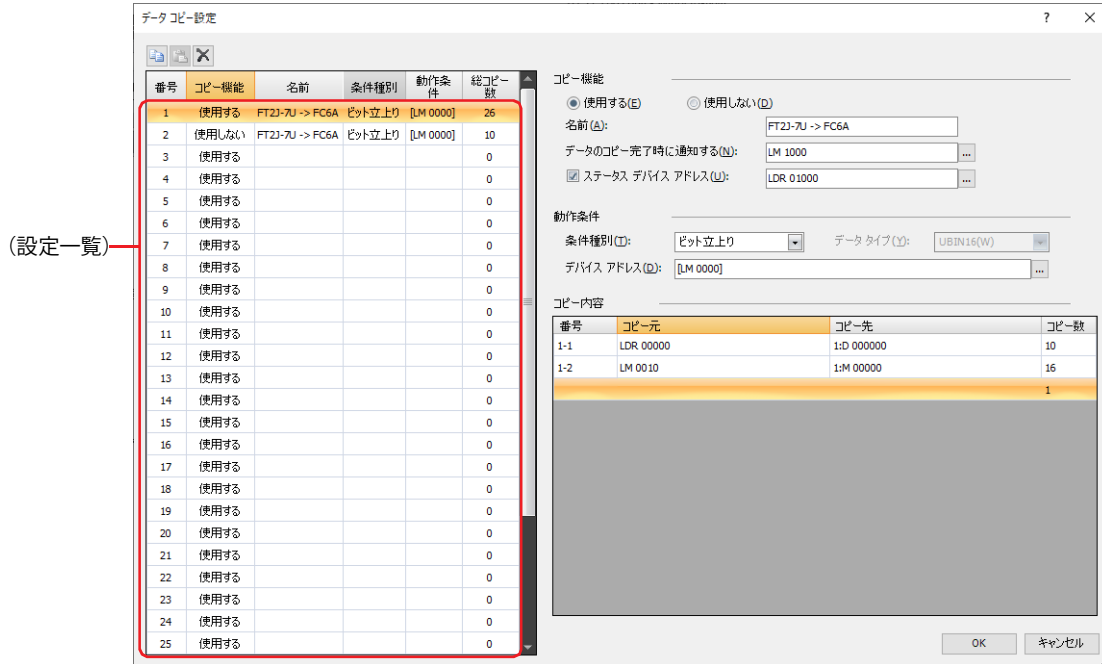 データ コピー設定
? ×
番号 コピー機能 名前 条件種別 動作条件 総コピー数
1 使用する FT2J-7U -> FC6A ビット立上り [LM 0000] 26
2 使用しない FT2J-7U -> FC6A ビット立上り [LM 0000] 10
3 使用する 0
4 使用する 0
5 使用する 0
6 使用する 0
7 使用する 0
8 使用する 0
9 使用する 0
10 使用する 0
11 使用する 0
12 使用する 0
13 使用する 0
14 使用する 0
15 使用する 0
16 使用する 0
17 使用する 0
18 使用する 0
19 使用する 0
20 使用する 0
21 使用する 0
22 使用する 0
23 使用する 0
24 使用する 0
25 使用する 0
(設定一覧)
コピー機能
使用する(E) 使用しない(D)
名前(A): FT2J-7U -> FC6A
データのコピー完了時に通知する(N): LM 1000 ...
ステータス デバイス アドレス(U): LDR 01000 ...
動作条件
条件種別(T): ビット立上り データ タイプ(Y): UBIN16(W)
デバイス アドレス(D): [LM 0000] ...
コピー内容
番号 コピー元 コピー先 コピー数
1-1 LDR 00000 1:D 000000 10
1-2 LM 0010 1:M 00000 16
1
OK キャンセル